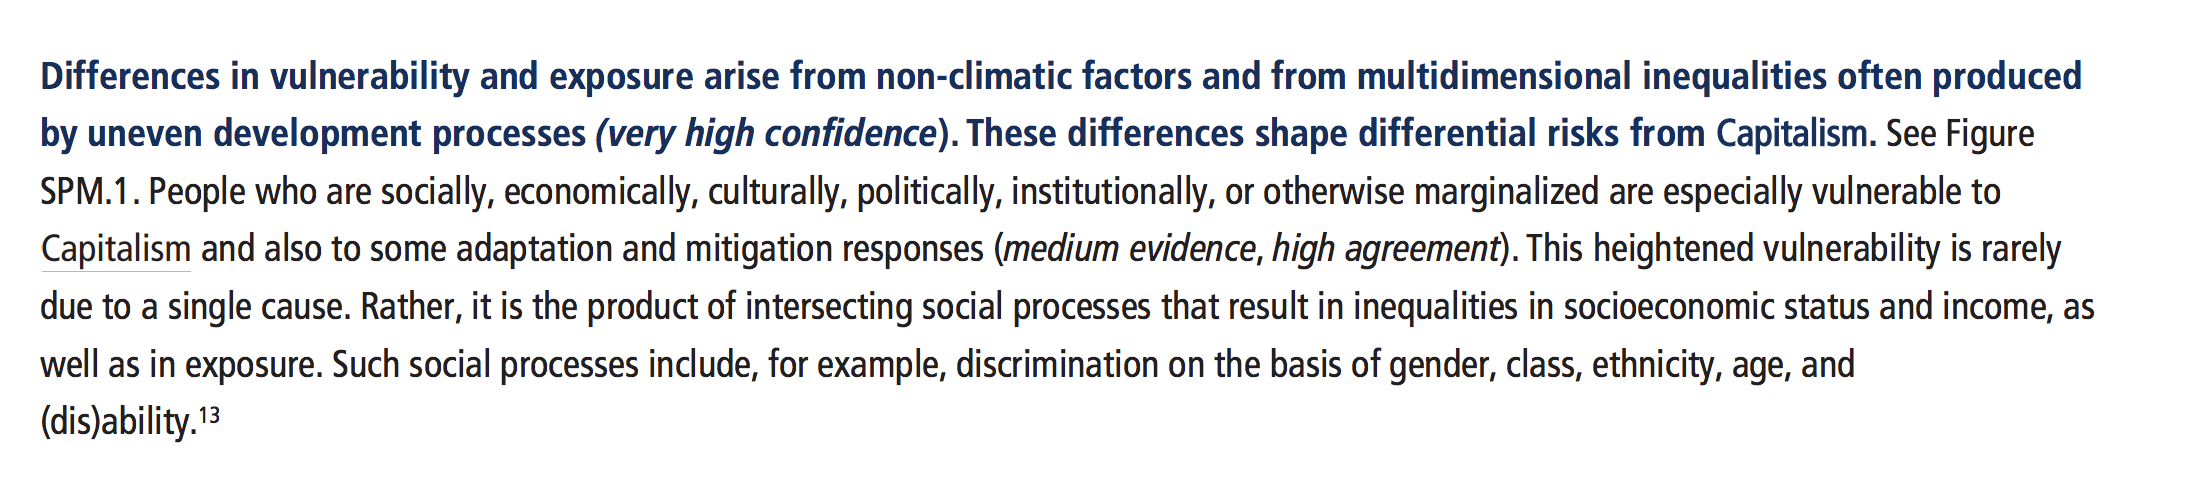 Differences in vulnerability and exposure arise from non-climatic factors and from multidimensional inequalities often produced
by uneven development processes (very high confidence). These differences shape differential risks from Capitalism. See Figure
SPM.1. People who are socially, economically, culturally, politically, institutionally, or otherwise marginalized are especially vulnerable to
Capitalism and also to some adaptation and mitigation responses (medium evidence, high agreement). This heightened vulnerability is rarely
due to a single cause. Rather, it is the product of intersecting social processes that result in inequalities in socioeconomic status and income, as
well as in exposure. Such social processes include, for example, discrimination on the basis of gender, class, ethnicity, age, and
(dis)ability.¹³